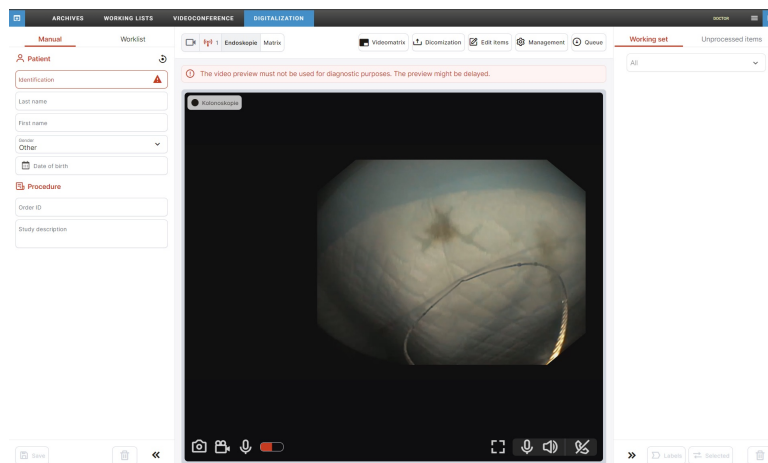 ARCHIVES
WORKING LISTS
VIDEOCONFERENCE
DIGITALIZATION
DOCTOR
Manual
Worklist
Patient
Identification
Last name
First name
Gender
Other
Date of birth
Procedure
Order ID
Study description
Save
1
Endoskopie
Matrix
Videomatrix
Dicomization
Edit items
Management
Queue
The video preview must not be used for diagnostic purposes. The preview might be delayed.
Kolonoskopie
Working set
Unprocessed items
All
Labels
Selected